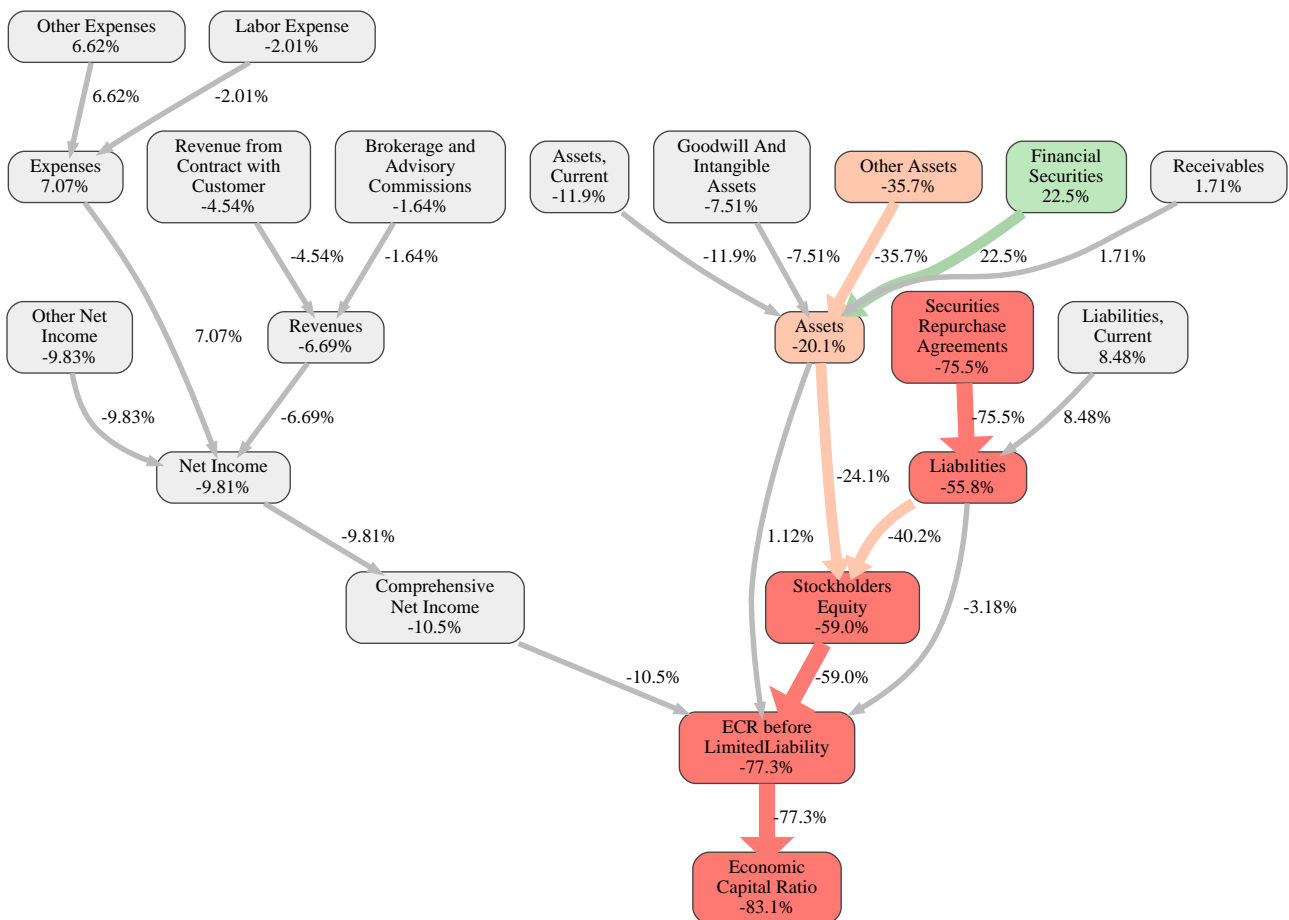 Other Expenses
6.62%
Labor Expense
-2.01%
6.62%
-2.01%
Expenses
7.07%
Revenue from
Contract with
Customer
-4.54%
Brokerage and
Advisory
Commissions
-1.64%
Assets,
Current
-11.9%
Goodwill And
Intangible
Assets
-7.51%
Other Assets
-35.7%
Financial
Securities
22.5%
Receivables
1.71%
-4.54%
-1.64%
-11.9%
-7.51%
-35.7%
22.5%
1.71%
Other Net
Income
-9.83%
7.07%
Revenues
-6.69%
Assets
-20.1%
Securities
Repurchase
Agreements
-75.5%
Liabilities,
Current
8.48%
-9.83%
-6.69%
-75.5%
8.48%
Net Income
-9.81%
-24.1%
Liabilities
-55.8%
-9.81%
1.12%
-40.2%
Comprehensive
Net Income
-10.5%
Stockholders
Equity
-59.0%
-3.18%
-10.5%
-59.0%
ECR before
LimitedLiability
-77.3%
-77.3%
Economic
Capital Ratio
-83.1%